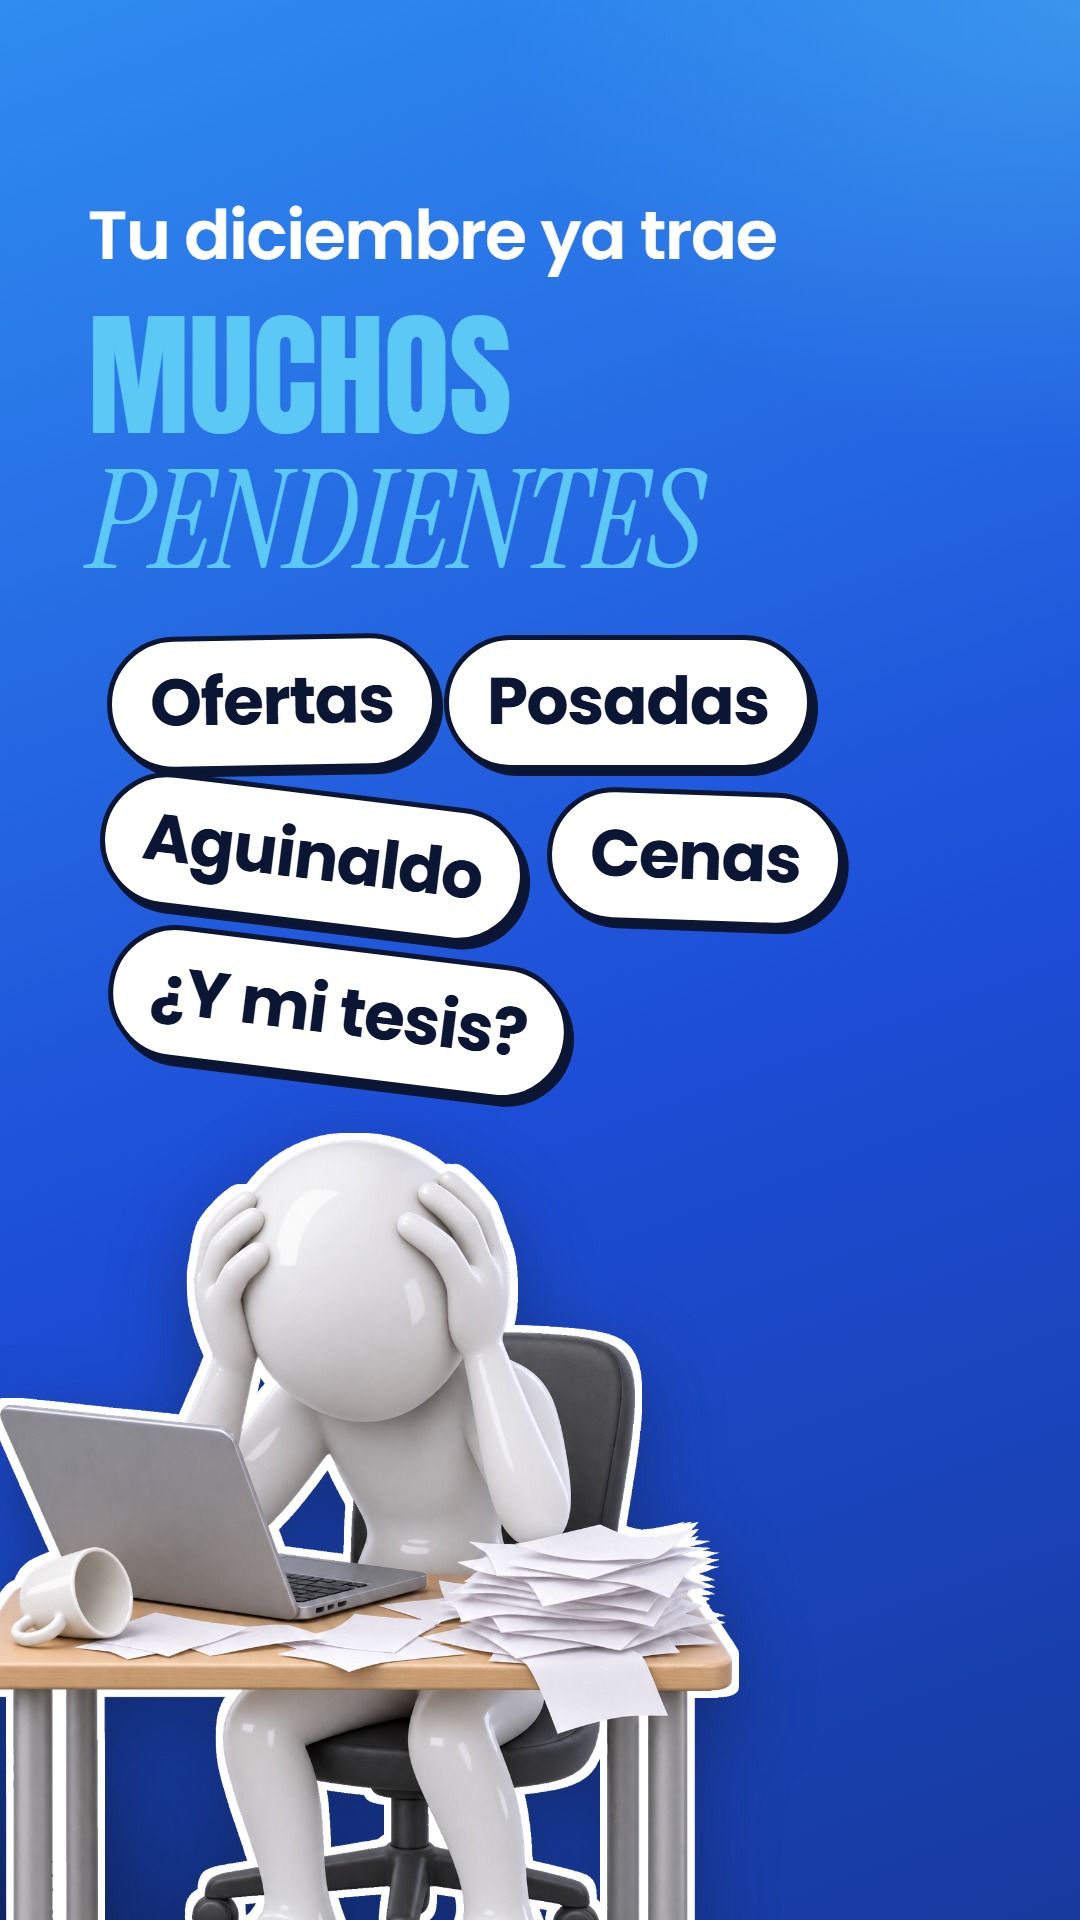 Tu diciembre ya trae
MUCHOS
PENDIENTES
Ofertas
Posadas
Aguinaldo
Cenas
¿Y mi tesis?